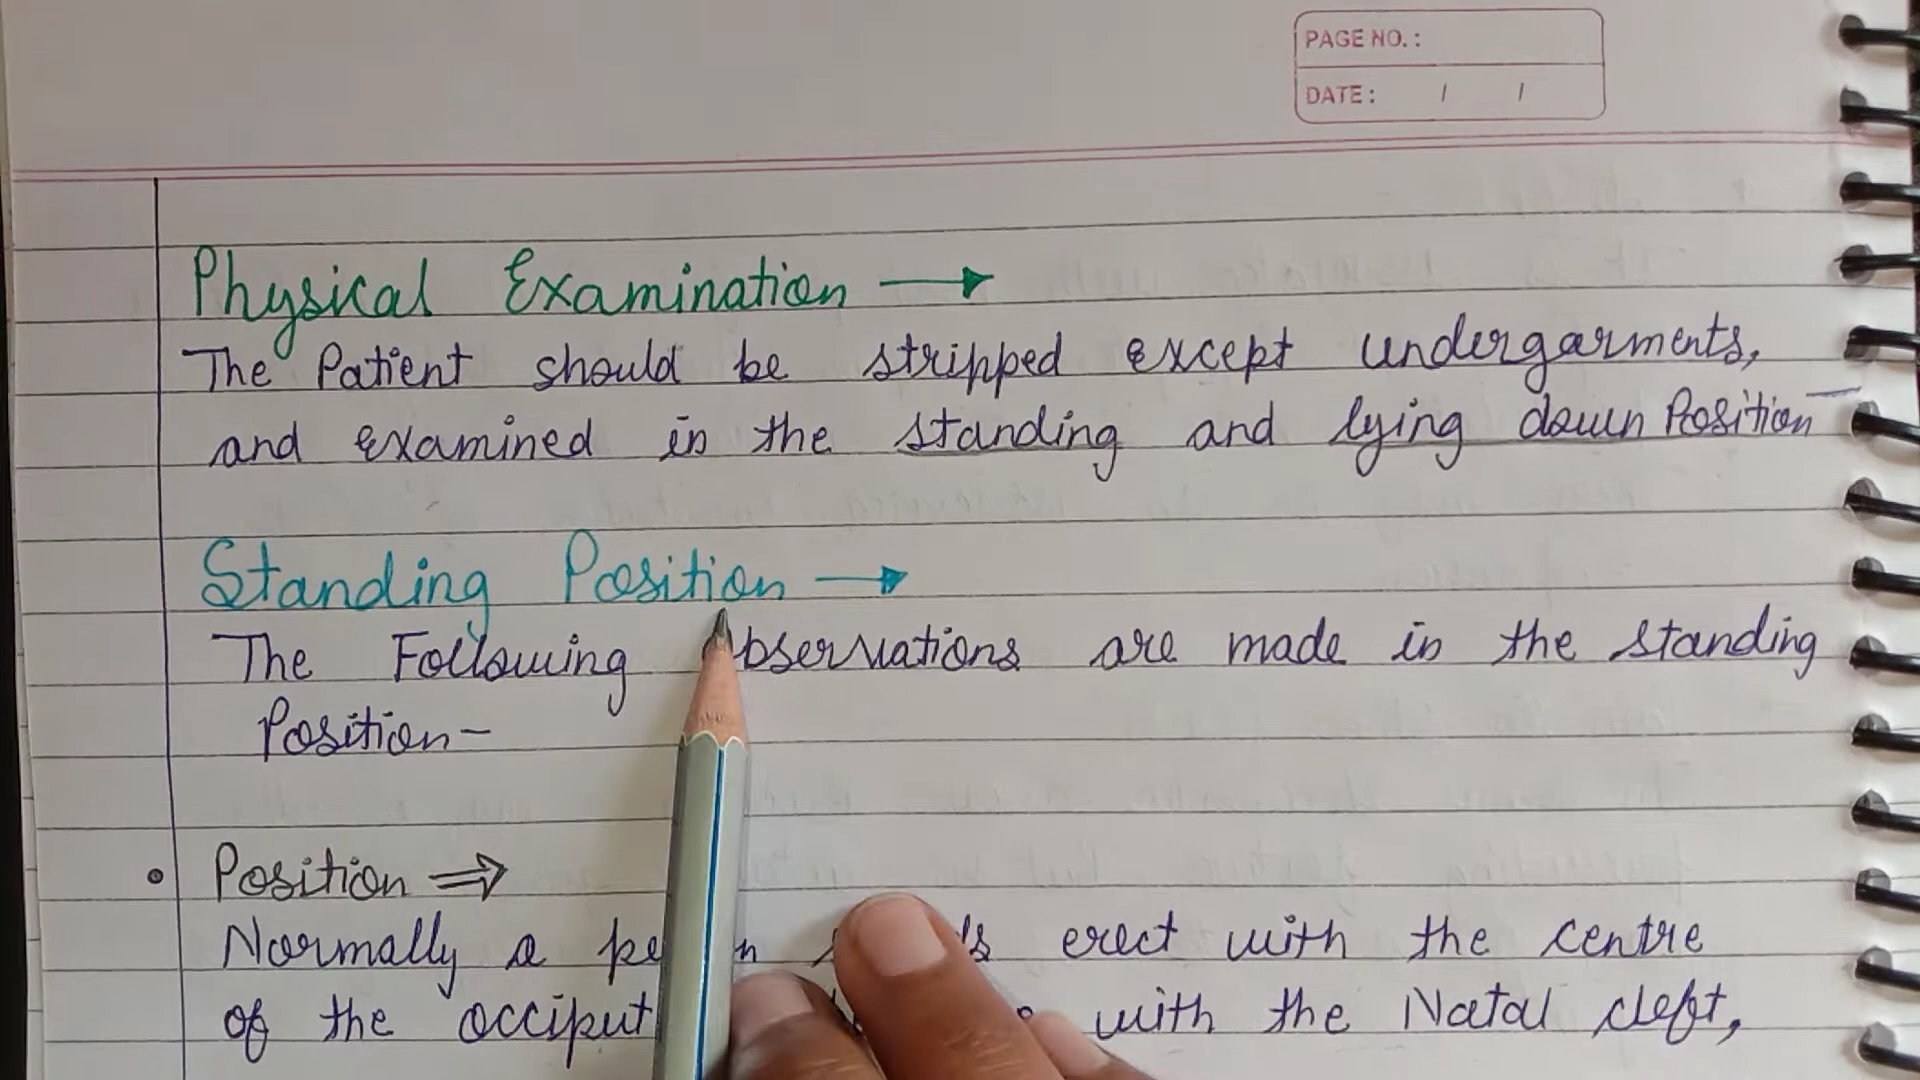 PAGE NO. :
DATE : / /
Physical Examination →
The Patient should be stripped except undergarments,
and examined in the standing and lying down Position
Standing Position →
The Following Observations are made in the standing
Position-
• Position ⇒
Normally a erect with the centre
of the occiput with the Natal cleft,